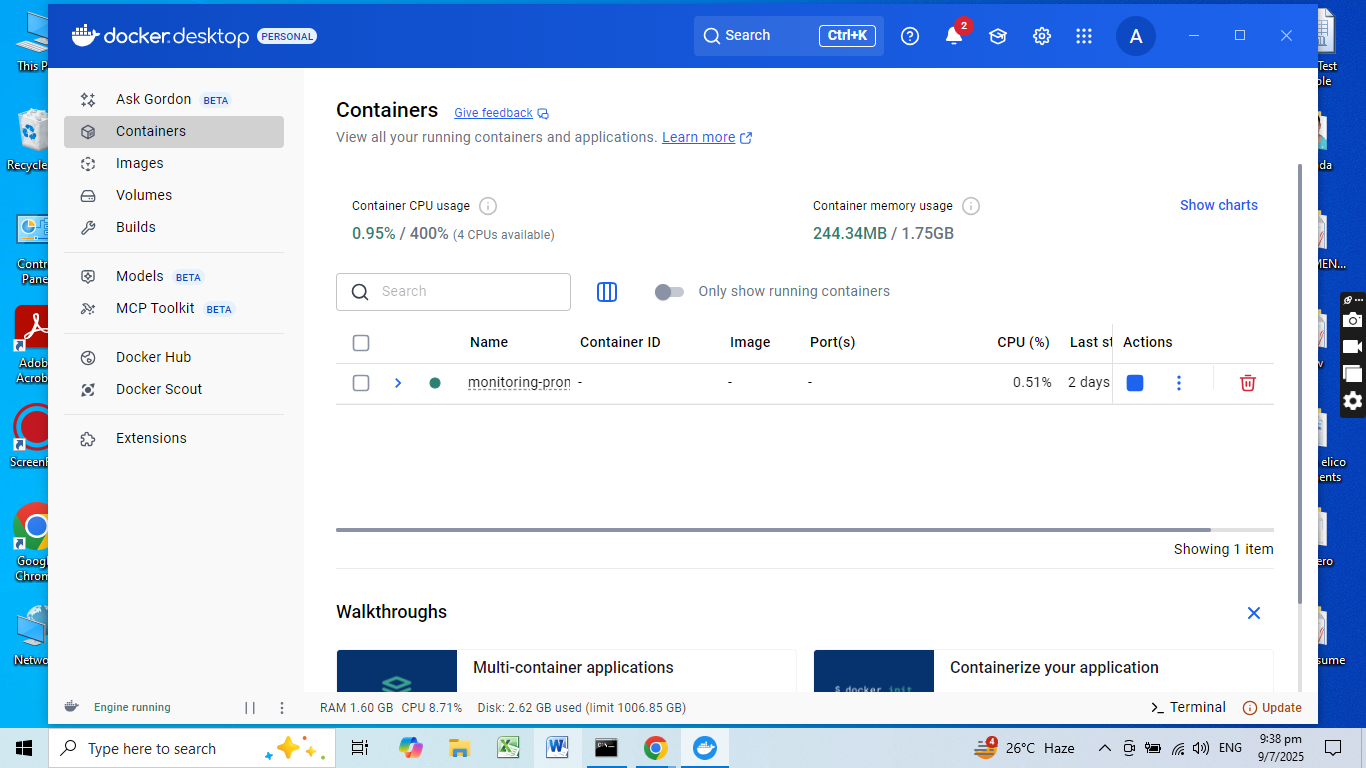 docker.desktop PERSONAL
Search Ctrl+K
2
A
This P
Recycle
Contr
Pane
Adob
Acrob
ScreenF
Googl
Chrom
Netwo
Ask Gordon BETA
Containers
Images
Volumes
Builds
Models BETA
MCP Toolkit BETA
Docker Hub
Docker Scout
Extensions
Containers Give feedback
View all your running containers and applications. Learn more
Container CPU usage
0.95% / 400% (4 CPUs available)
Container memory usage
244.34MB / 1.75GB
Show charts
Search
Only show running containers
Name Container ID Image Port(s) CPU (%) Last st Actions
monitoring-pron - - - 0.51% 2 days
Showing 1 item
Walkthroughs
Multi-container applications
$ docker init
Containerize your application
Engine running
RAM 1.60 GB CPU 8.71% Disk: 2.62 GB used (limit 1006.85 GB)
Terminal
Update
Test
ble
da
MEN...
v
elico
ents
ero
sume
Type here to search
4
26°C Haze
ENG
9:38 pm
9/7/2025